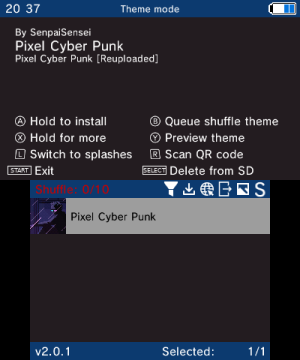 20 37 Theme mode
By SenpaiSensei
Pixel Cyber Punk
Pixel Cyber Punk [Reuploaded]
Ⓐ Hold to install Ⓑ Queue shuffle theme
Ⓧ Hold for more Ⓨ Preview theme
L Switch to splashes R Scan QR code
START Exit SELECT Delete from SD
Shuffle: 0/10 S
Pixel Cyber Punk
v2.0.1 Selected: 1/1